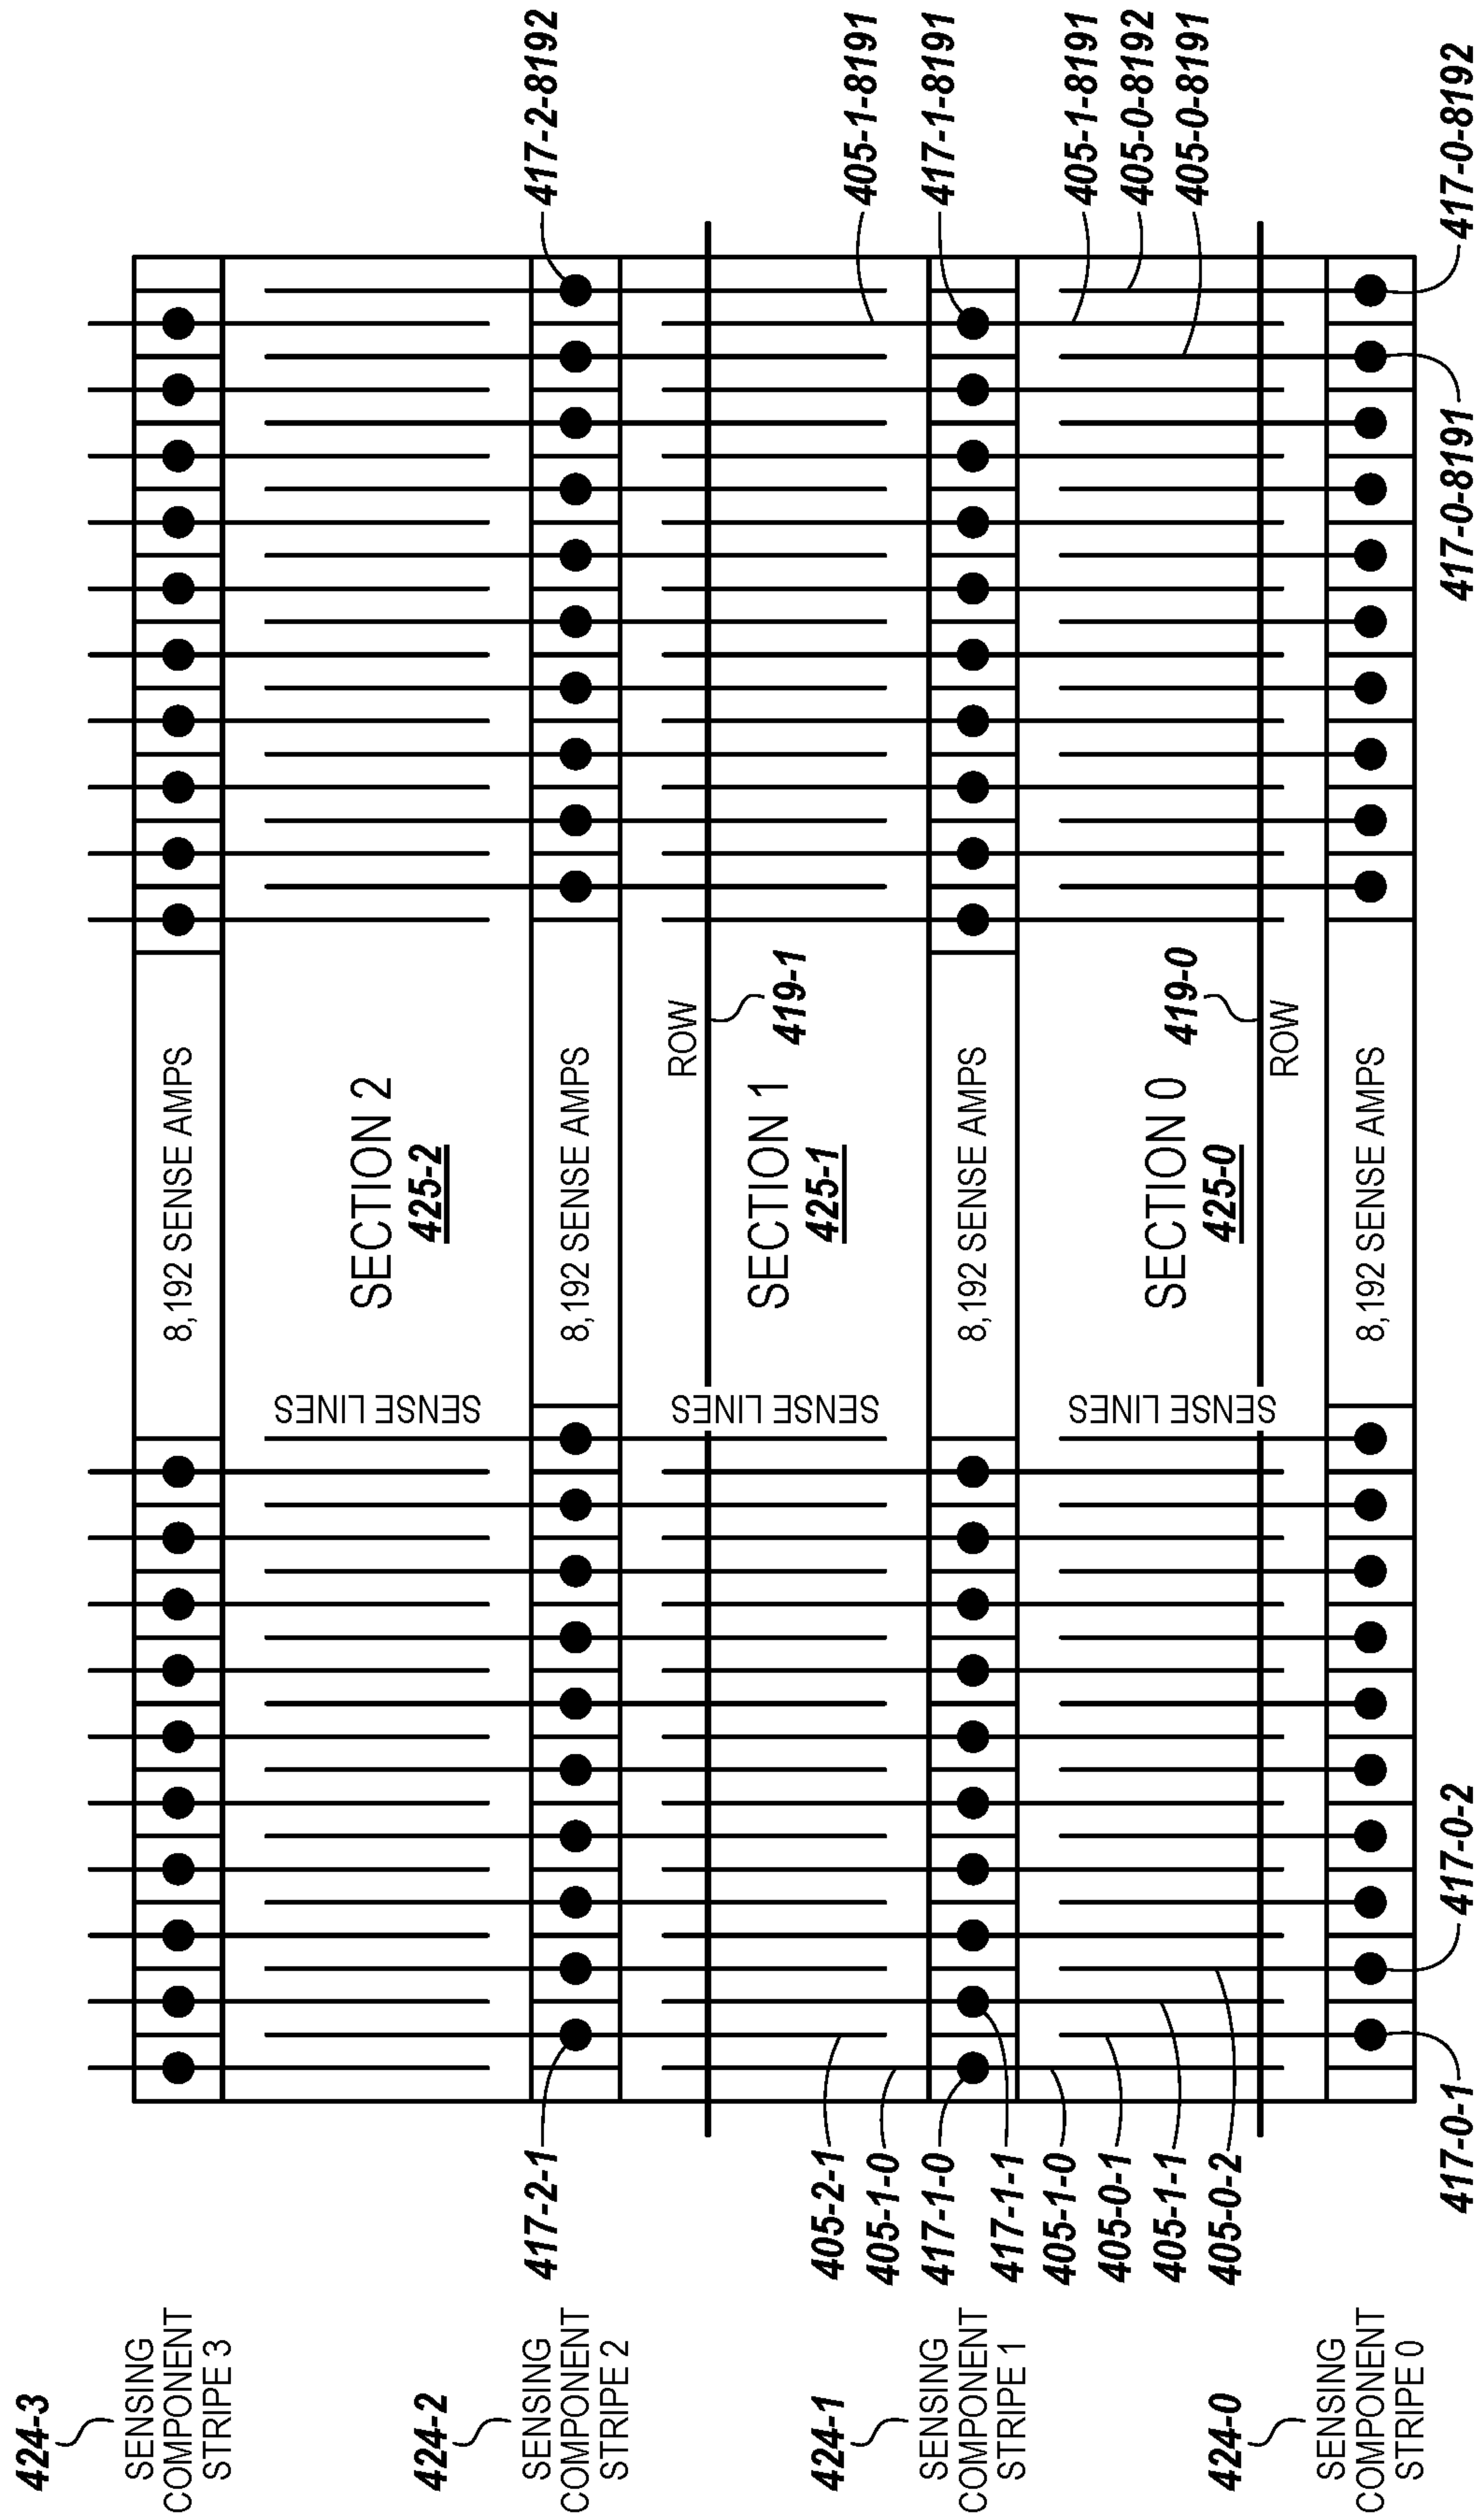 424-3
SENSING
COMPONENT
STRIPE 3
8,192 SENSE AMPS
SENSE LINES
SECTION 2
425-2
424-2
SENSING
COMPONENT
STRIPE 2
417-2-1
8,192 SENSE AMPS
417-2-8192
ROW
419-1
SENSE LINES
SECTION 1
425-1
405-2-1
405-1-0
405-1-8191
424-1
SENSING
COMPONENT
STRIPE 1
417-1-0
417-1-1
8,192 SENSE AMPS
417-1-8191
405-1-0
405-0-1
405-1-1
405-0-2
SENSE LINES
SECTION 0
425-0
419-0
ROW
405-1-8191
405-0-8192
405-0-8191
424-0
SENSING
COMPONENT
STRIPE 0
8,192 SENSE AMPS
417-0-1
417-0-2
417-0-8191
417-0-8192